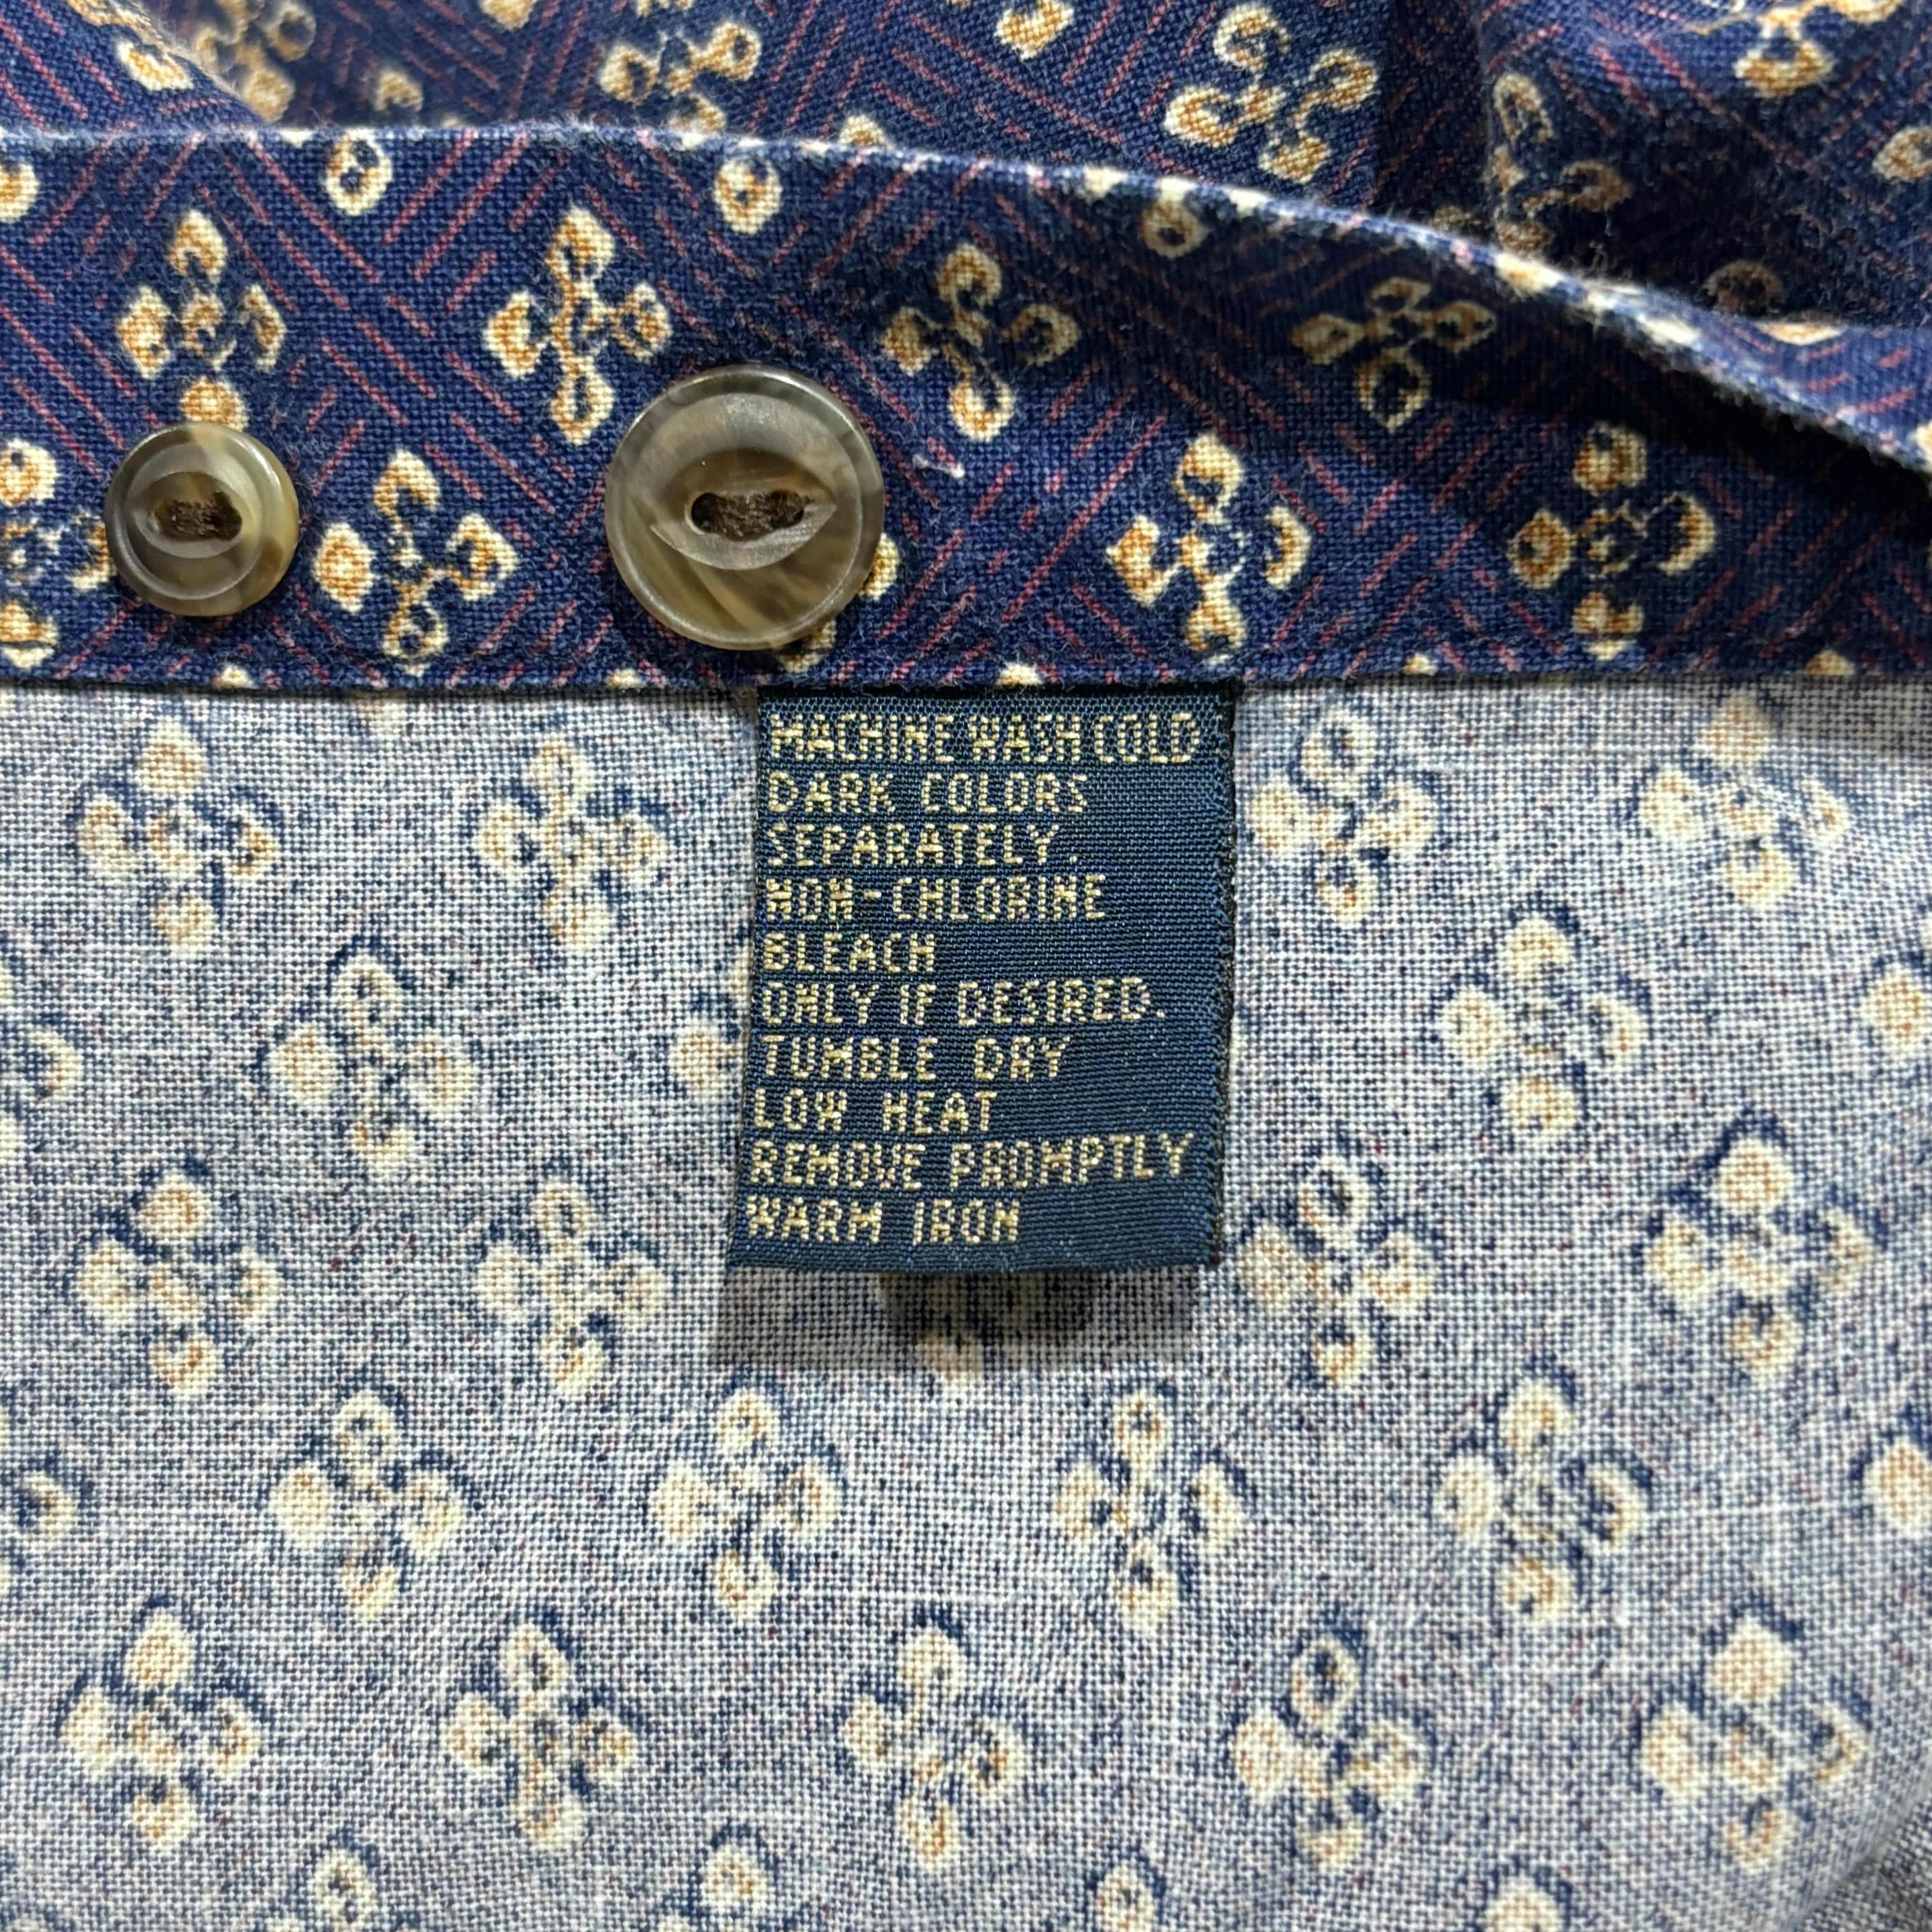 MACHINE WASH COLD
DARK COLORS
SEPARATELY.
NON-CHLORINE
BLEACH
ONLY IF DESIRED.
TUMBLE DRY
LOW HEAT
REMOVE PROMPTLY
WARM IRON